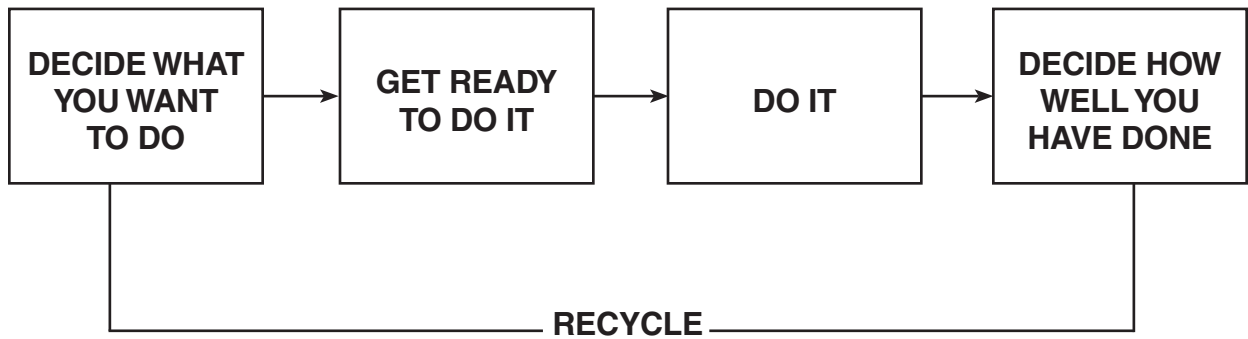 DECIDE WHAT
YOU WANT
TO DO
GET READY
TO DO IT
DO IT
DECIDE HOW
WELL YOU
HAVE DONE
RECYCLE